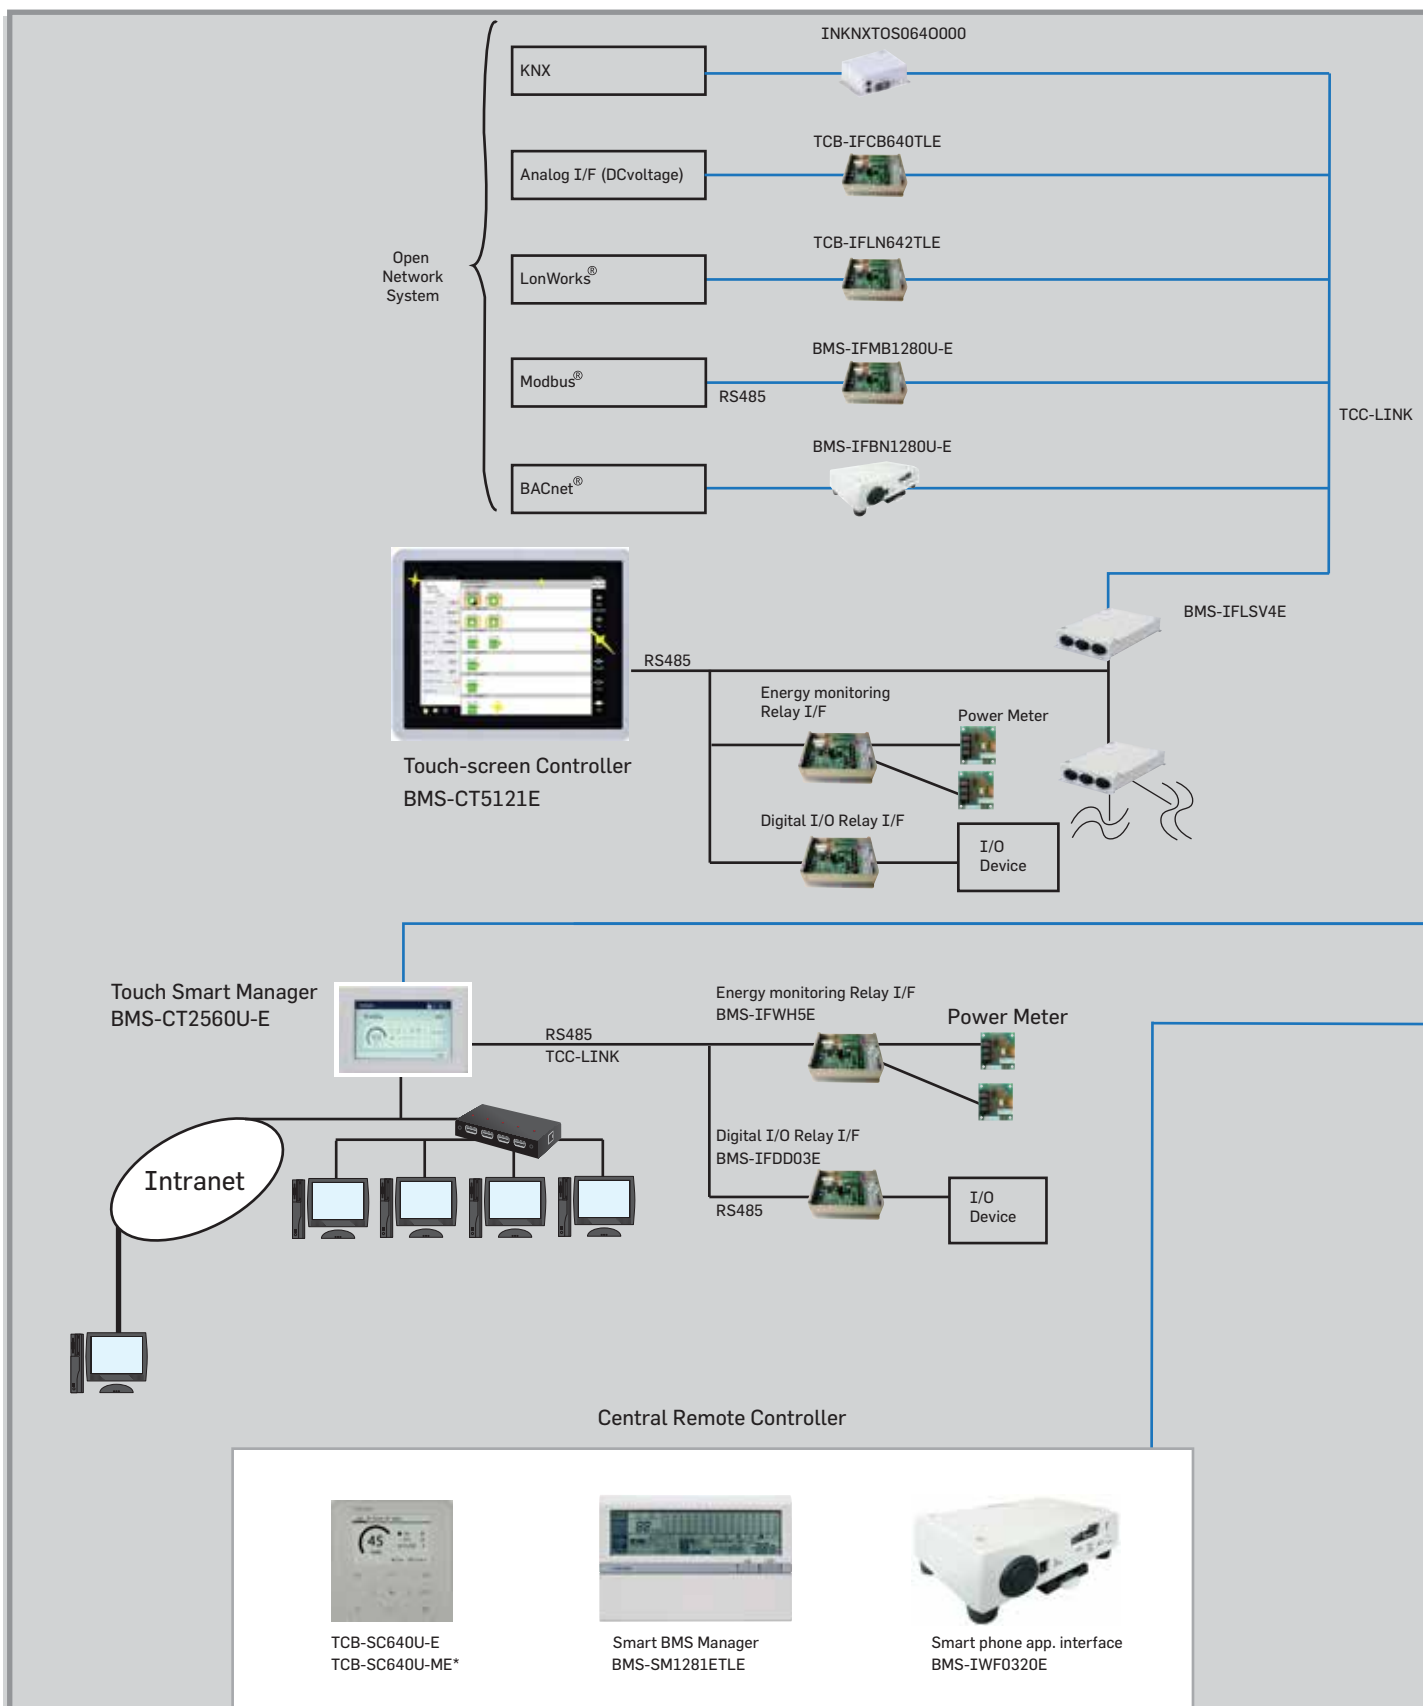 INKNXTOS0640000
KNX
TCB-IFCB640TLE
Analog I/F (DCvoltage)
TCB-IFLN642TLE
Open
Network
System
LonWorks®
BMS-IFMB1280U-E
Modbus®
RS485
TCC-LINK
BMS-IFBN1280U-E
BACnet®
BMS-IFLSV4E
RS485
Energy monitoring
Relay I/F
Power Meter
Touch-screen Controller
BMS-CT5121E
Digital I/O Relay I/F
I/O
Device
Touch Smart Manager
BMS-CT2560U-E
Energy monitoring Relay I/F
BMS-IFWH5E
Power Meter
RS485
TCC-LINK
Digital I/O Relay I/F
BMS-IFDD03E
Intranet
RS485
I/O
Device
Central Remote Controller
45
TCB-SC640U-E
TCB-SC640U-ME*
Smart BMS Manager
BMS-SM1281ETLE
Smart phone app. interface
BMS-IWF0320E